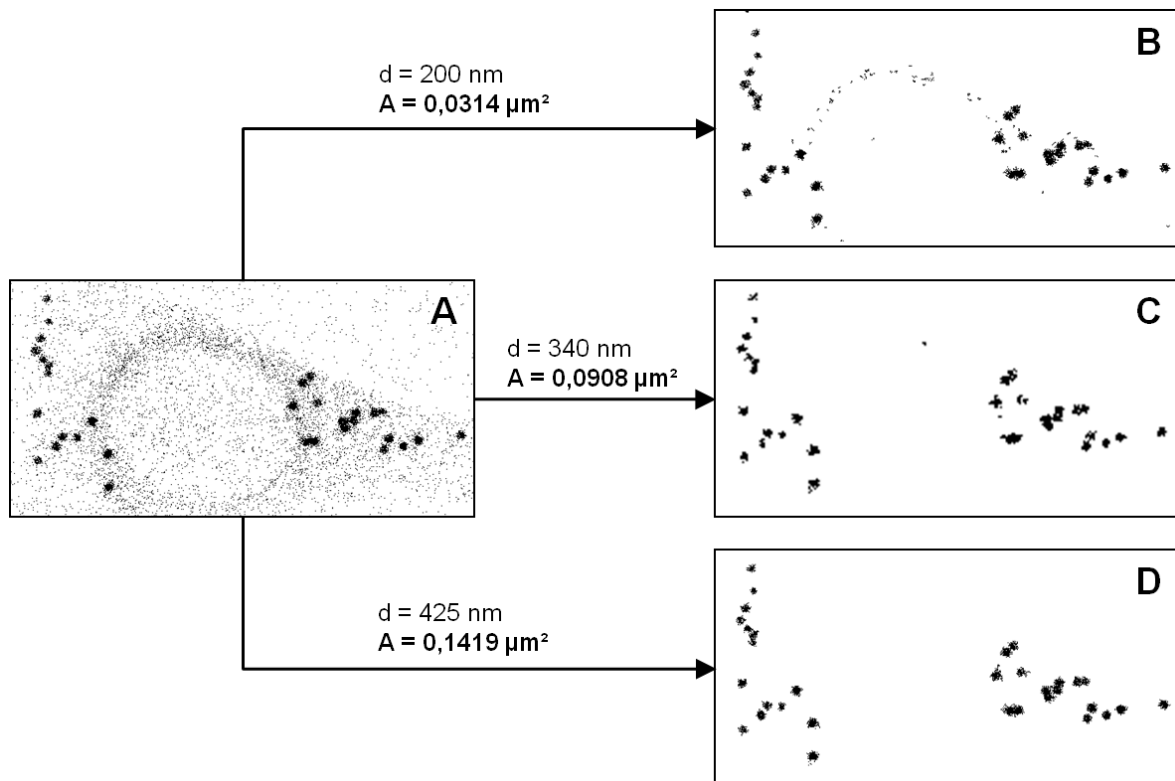 B
d = 200 nm
A = 0,0314 µm²
A
C
d = 340 nm
A = 0,0908 µm²
D
d = 425 nm
A = 0,1419 µm²